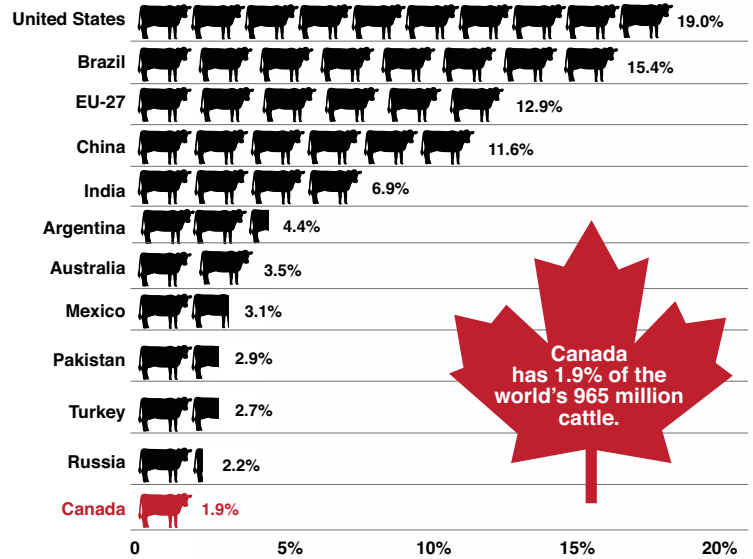 United States 19.0%
Brazil 15.4%
EU-27 12.9%
China 11.6%
India 6.9%
Argentina 4.4%
Australia 3.5%
Mexico 3.1%
Pakistan 2.9%
Turkey 2.7%
Russia 2.2%
Canada 1.9%
Canada
has 1.9% of the
world's 965 million
cattle.
0 5% 10% 15% 20%